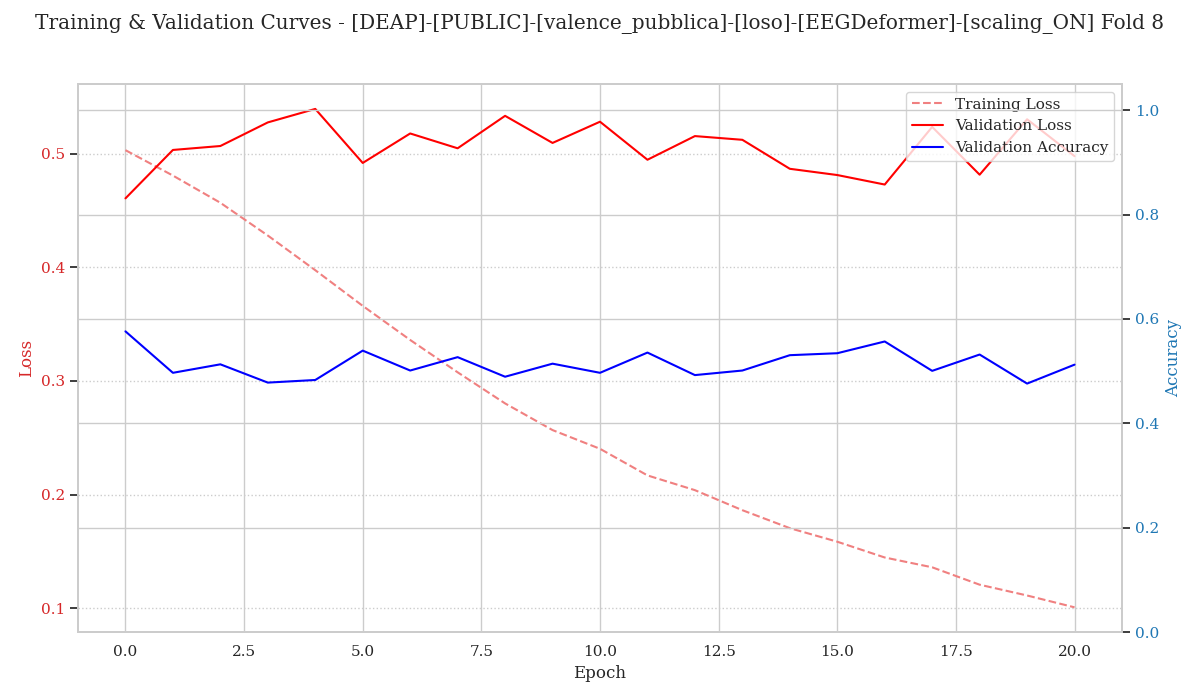 Training & Validation Curves - [DEAP]-[PUBLIC]-[valence_pubblica]-[loso]-[EEGDeformer]-[scaling_ON] Fold 8
Training Loss
Validation Loss
Validation Accuracy
Loss
0.5
0.4
0.3
0.2
0.1
1.0
0.8
0.6
0.4
0.2
0.0
Accuracy
0.0 2.5 5.0 7.5 10.0 12.5 15.0 17.5 20.0
Epoch